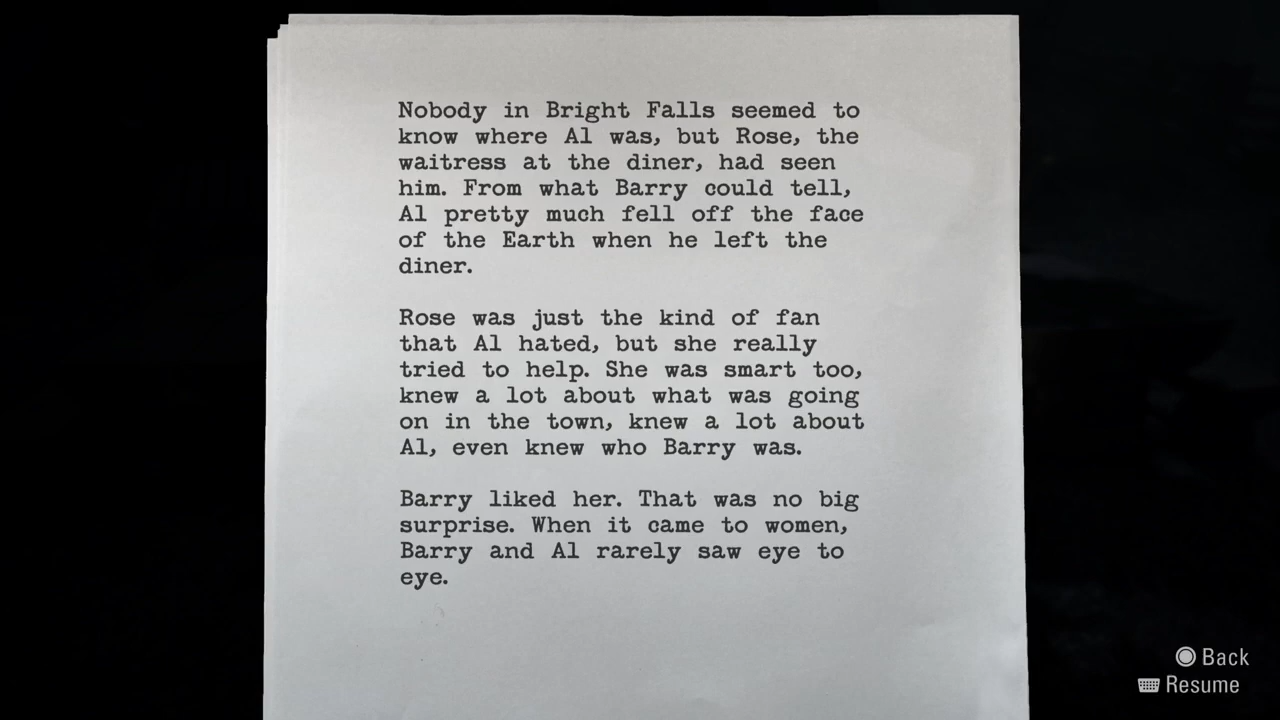 Nobody in Bright Falls seemed to
know where Al was, but Rose, the
waitress at the diner, had seen
him. From what Barry could tell,
Al pretty much fell off the face
of the Earth when he left the
diner.
Rose was just the kind of fan
that Al hated, but she really
tried to help. She was smart too,
knew a lot about what was going
on in the town, knew a lot about
Al, even knew who Barry was.
Barry liked her. That was no big
surprise. When it came to women,
Barry and Al rarely saw eye to
eye.
Back
Resume